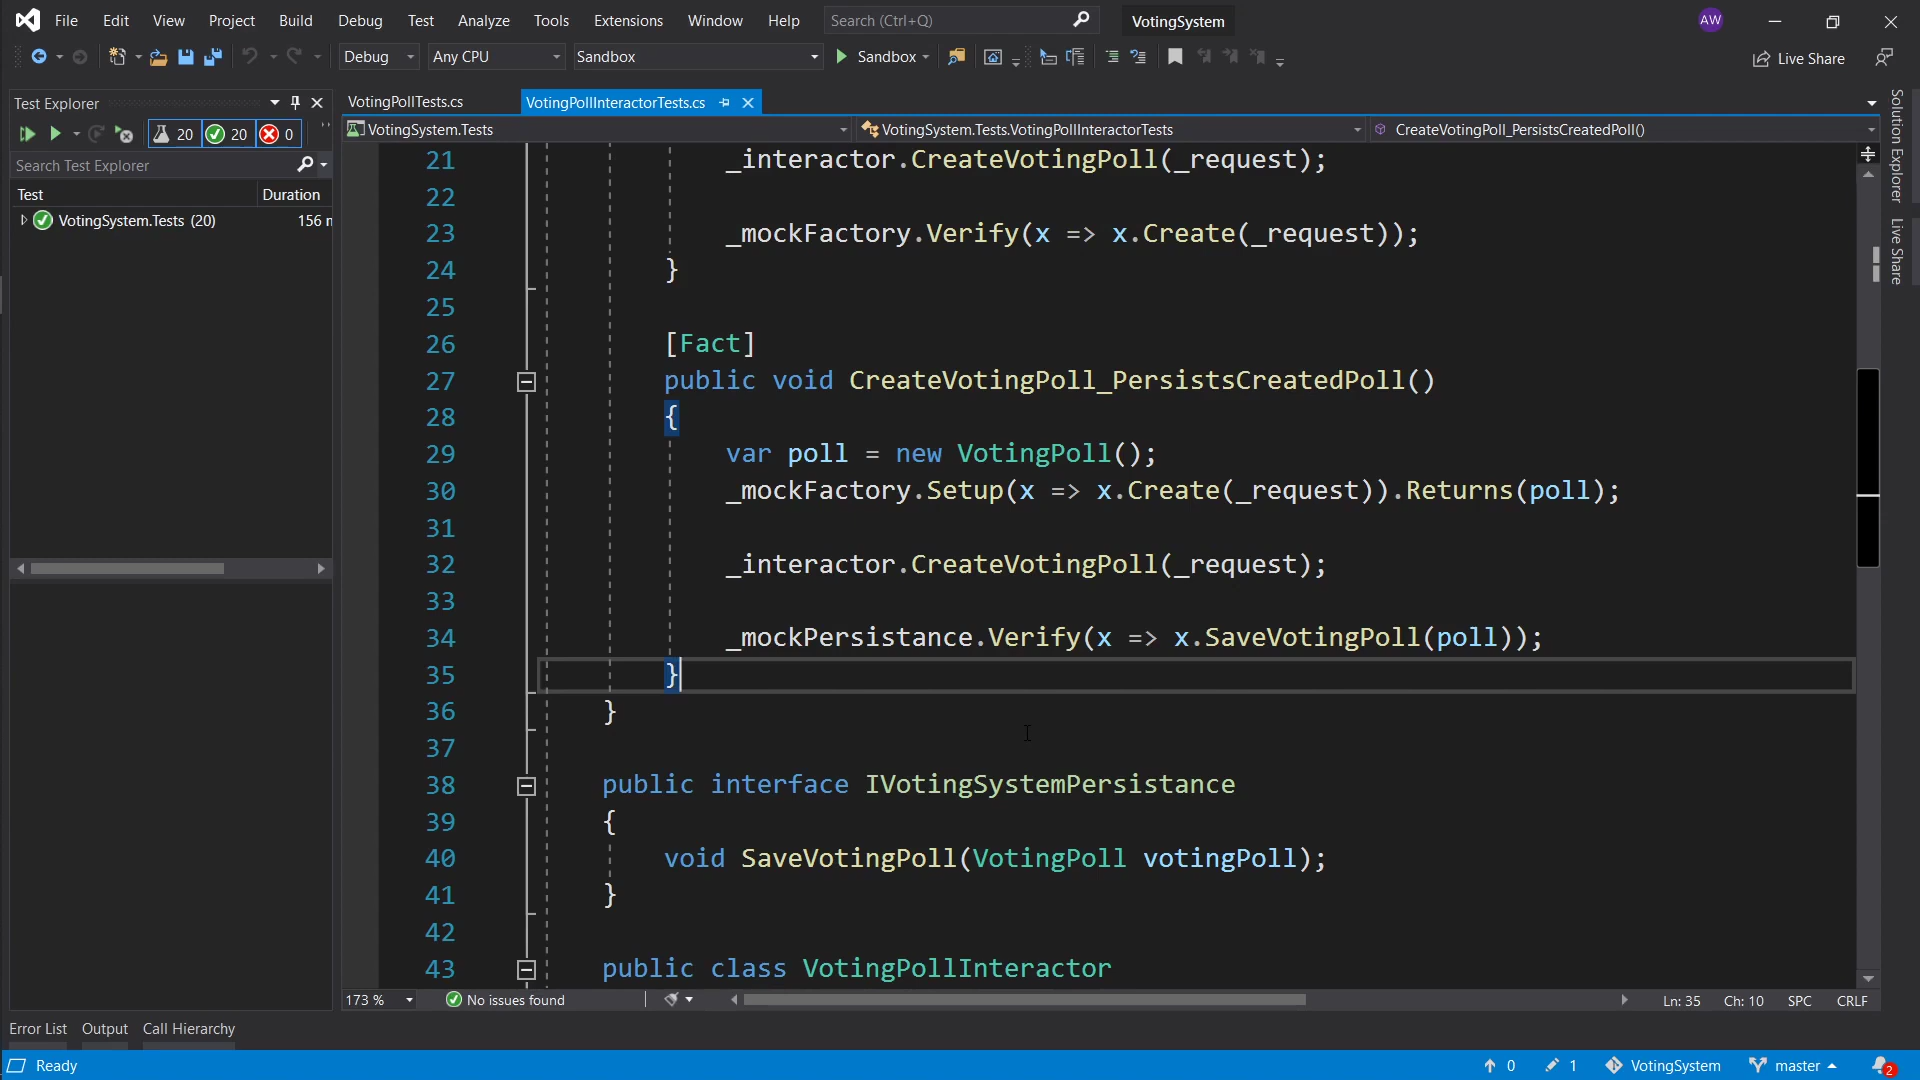 File Edit View Project Build Debug Test Analyze Tools Extensions Window Help Search (Ctrl+Q) VotingSystem AW
Debug Any CPU Sandbox Sandbox Live Share
Test Explorer
20 20 0
Search Test Explorer
Test Duration
VotingSystem.Tests (20) 156 m
VotingPollTests.cs VotingPollInteractorTests.cs
VotingSystem.Tests VotingSystem.Tests.VotingPollInteractorTests CreateVotingPoll_PersistsCreatedPoll()
21 _interactor.CreateVotingPoll(_request);
22
23 _mockFactory.Verify(x => x.Create(_request));
24 }
25
26 [Fact]
27 public void CreateVotingPoll_PersistsCreatedPoll()
28 {
29 var poll = new VotingPoll();
30 _mockFactory.Setup(x => x.Create(_request)).Returns(poll);
31
32 _interactor.CreateVotingPoll(_request);
33
34 _mockPersistance.Verify(x => x.SaveVotingPoll(poll));
35 }
36 }
37
38 public interface IVotingSystemPersistance
39 {
40 void SaveVotingPoll(VotingPoll votingPoll);
41 }
42
43 public class VotingPollInteractor
Solution Explorer
Live Share
173 % No issues found Ln: 35 Ch: 10 SPC CRLF
Error List Output Call Hierarchy
Ready 0 1 VotingSystem master 2